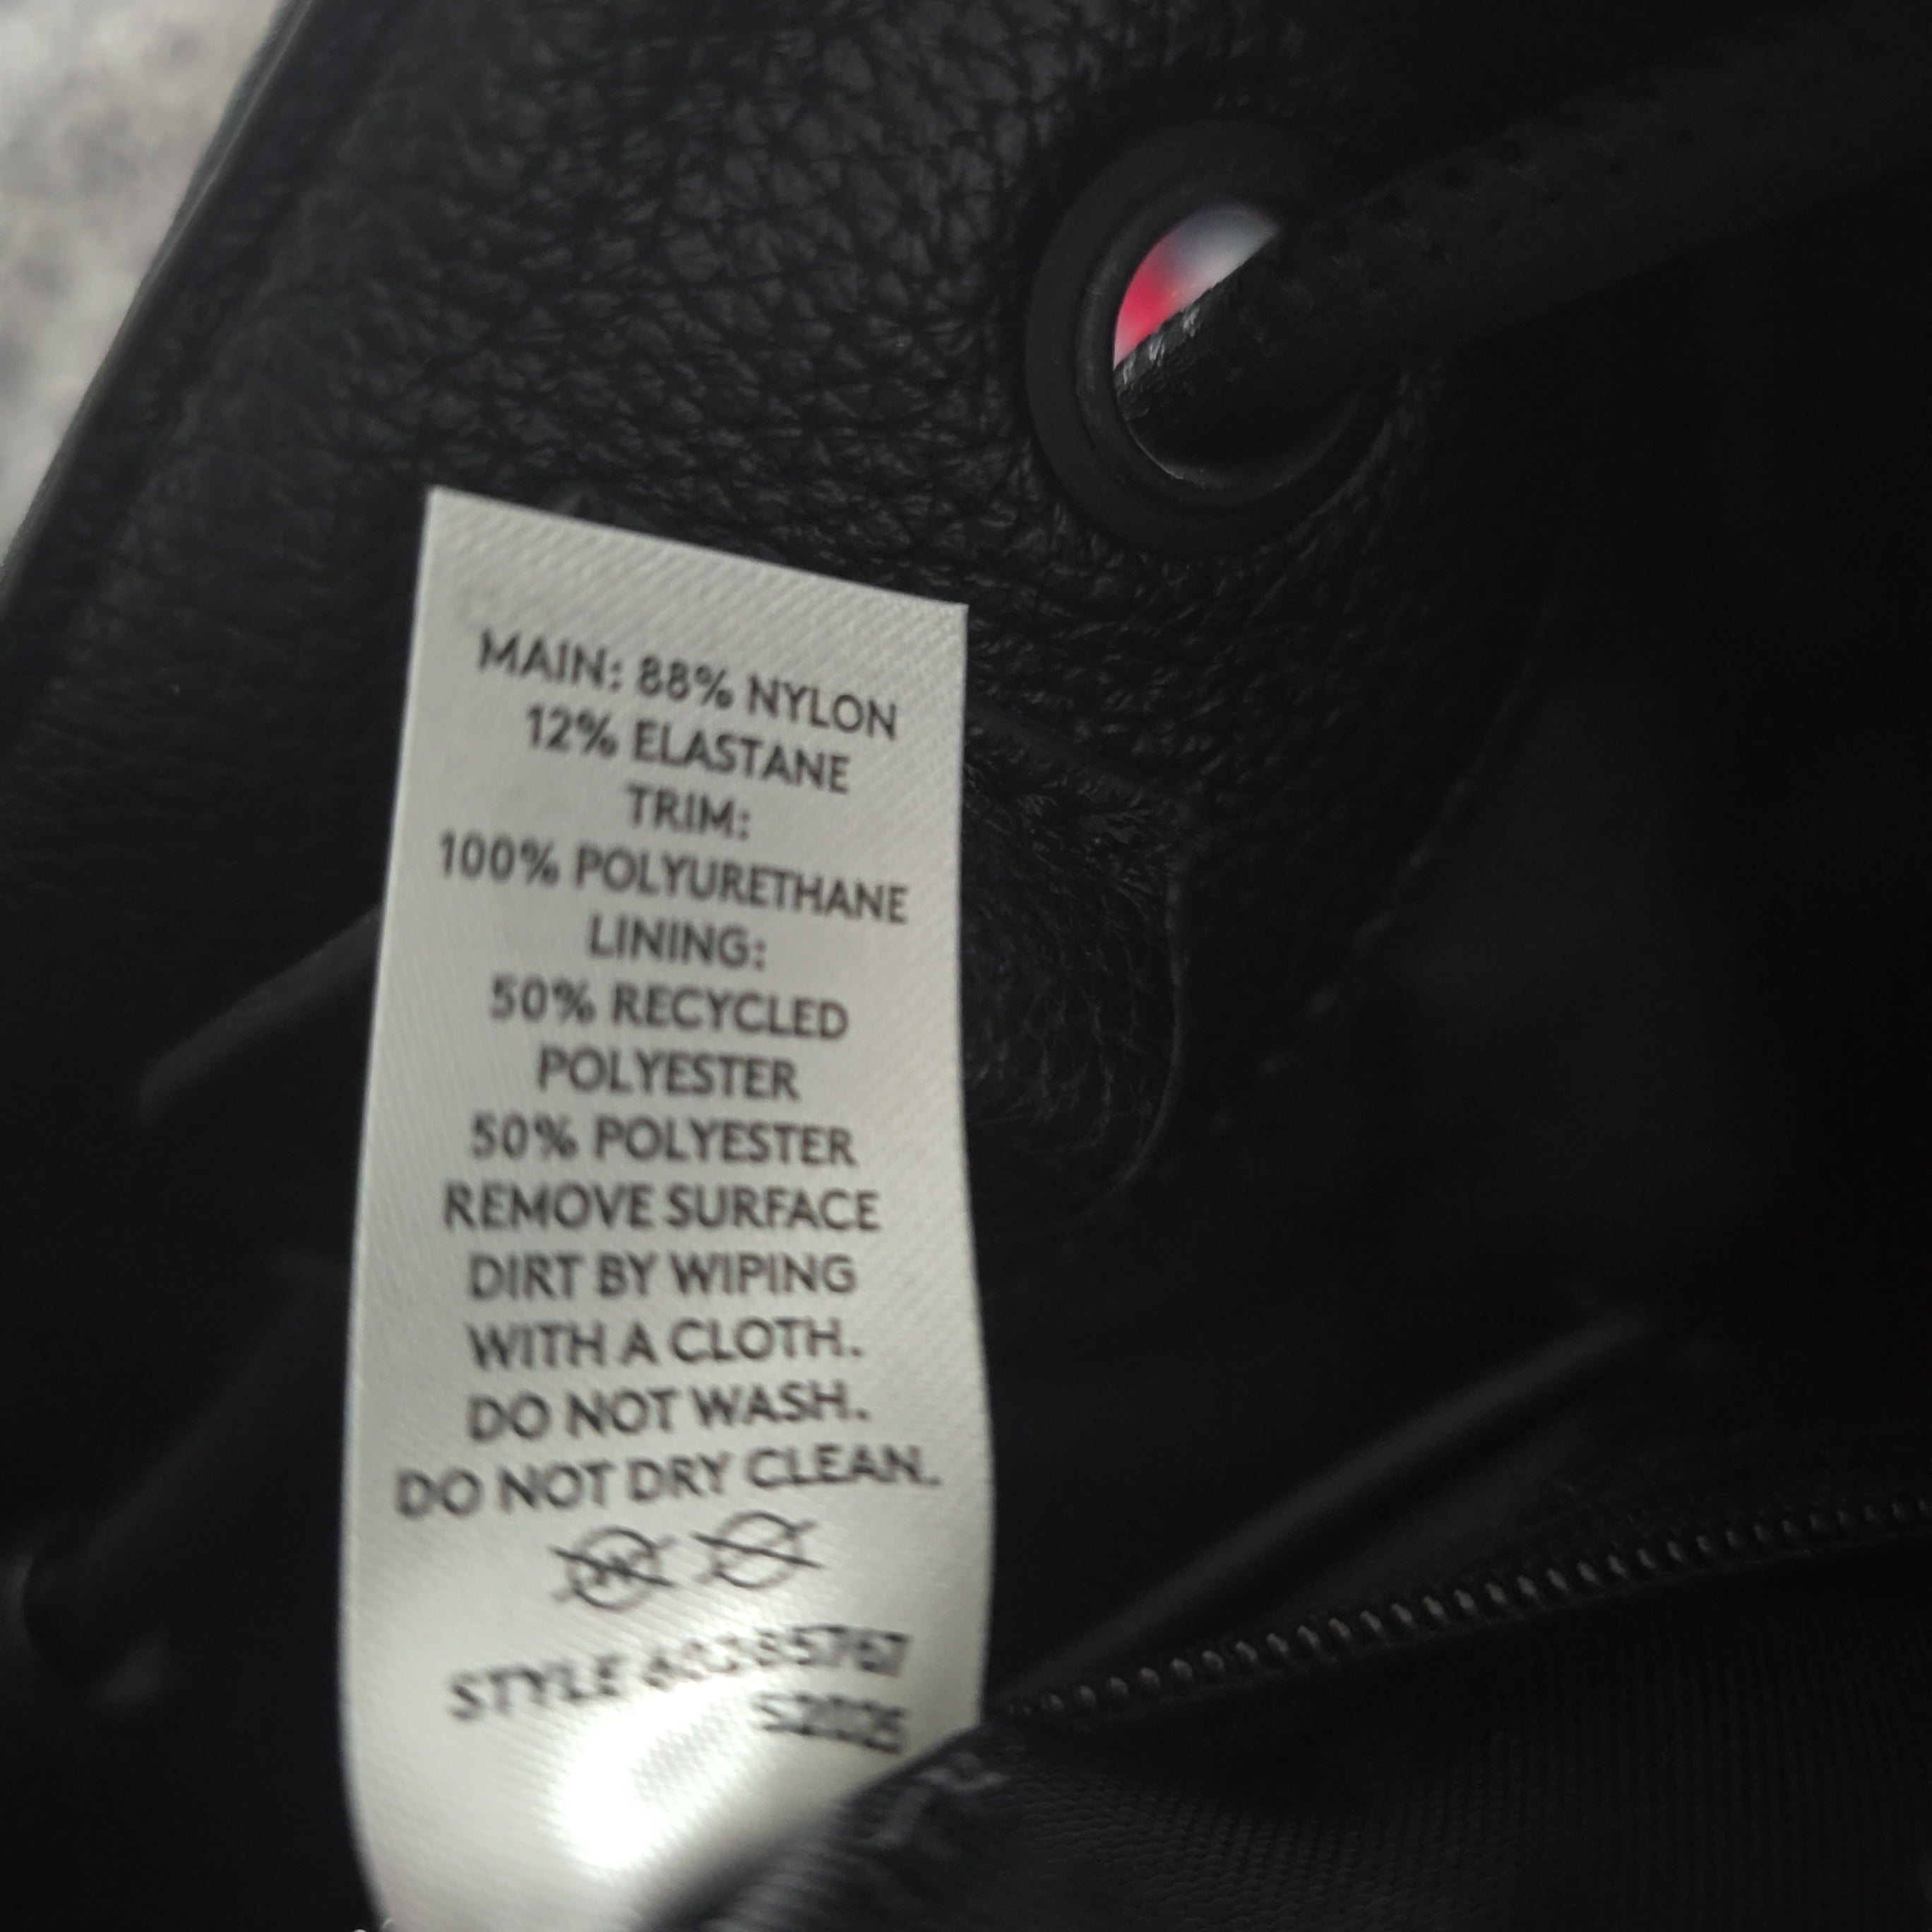 MAIN: 88% NYLON
12% ELASTANE
TRIM:
100% POLYURETHANE
LINING:
50% RECYCLED
POLYESTER
50% POLYESTER
REMOVE SURFACE
DIRT BY WIPING
WITH A CLOTH.
DO NOT WASH.
DO NOT DRY CLEAN.
STYLE